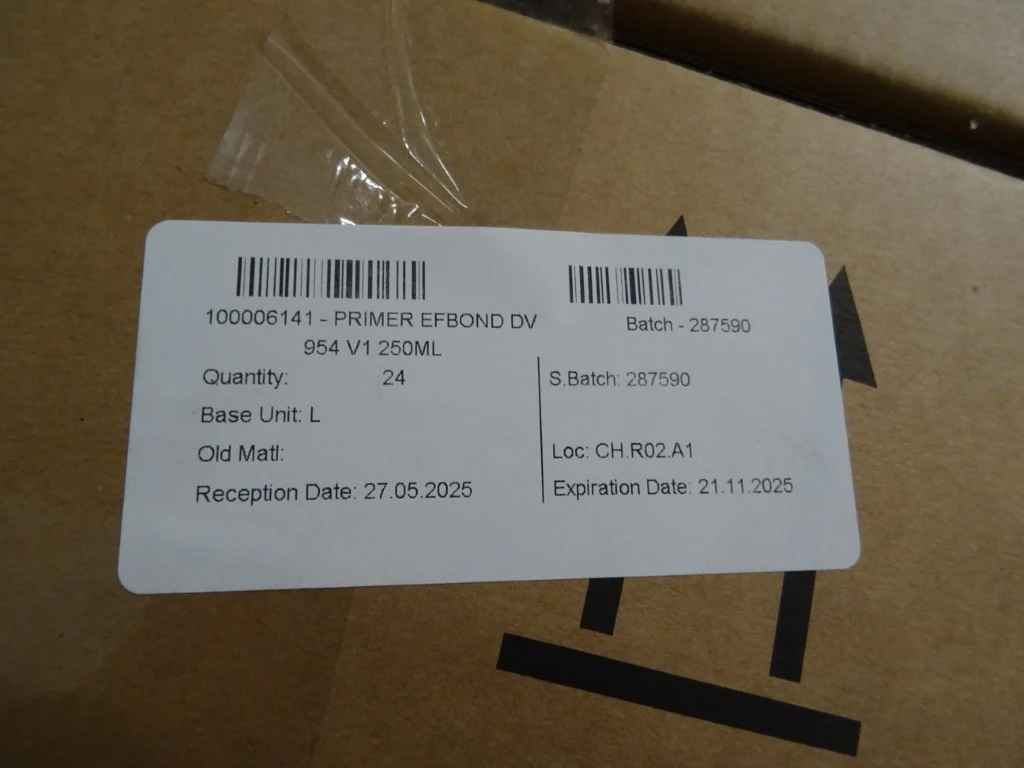 100006141 - PRIMER EFBOND DV
954 V1 250ML
Batch - 287590
Quantity: 24
S.Batch: 287590
Base Unit: L
Old Matl:
Loc: CH.R02.A1
Reception Date: 27.05.2025
Expiration Date: 21.11.2025